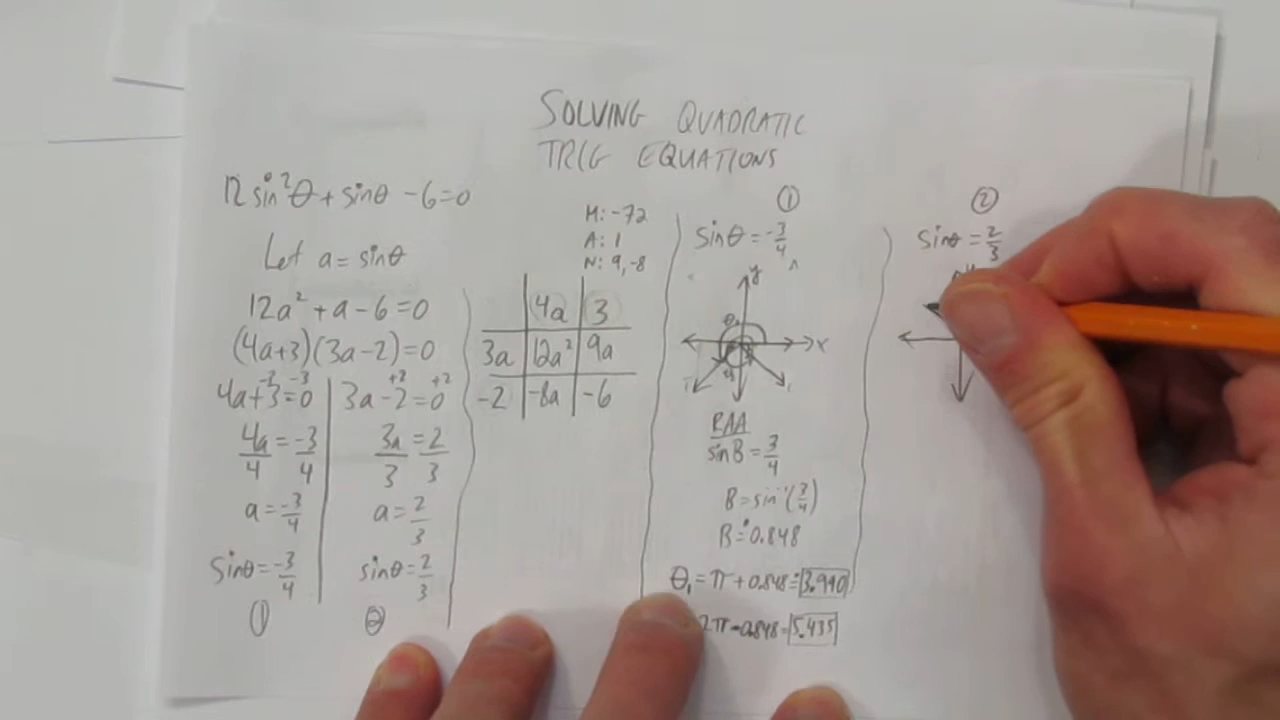 SOLVING QUADRATIC
TRIG EQUATIONS
12 sin²θ + sinθ - 6 = 0
Let a = sinθ
12a² + a - 6 = 0
(4a+3)(3a-2) = 0
-3 -3
4a+3 = 0
4a = -3
4 4
a = -3/4
sinθ = -3/4
①
+2 +2
3a - 2 = 0
3a = 2
3 3
a = 2/3
sinθ = 2/3
②
M: -72
A: 1
N: 9, -8
4a 3
3a 12a² 9a
-2 -8a -6
①
sinθ = -3/4
y
x
RAA
sinB = 3/4
B = sin⁻¹(3/4)
B ≐ 0.848
θ₁ = π + 0.848 ≐ 3.990
2π - 0.848 = 5.435
②
sinθ = 2/3